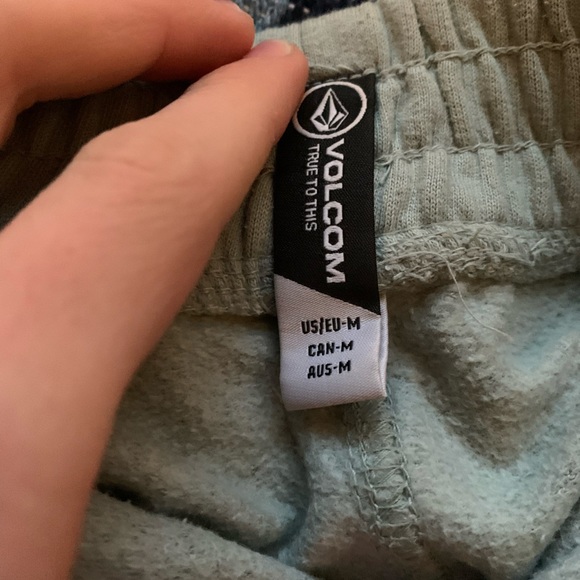 VOLCOM
TRUE TO THIS
US/EU-M
CAN-M
AUS-M